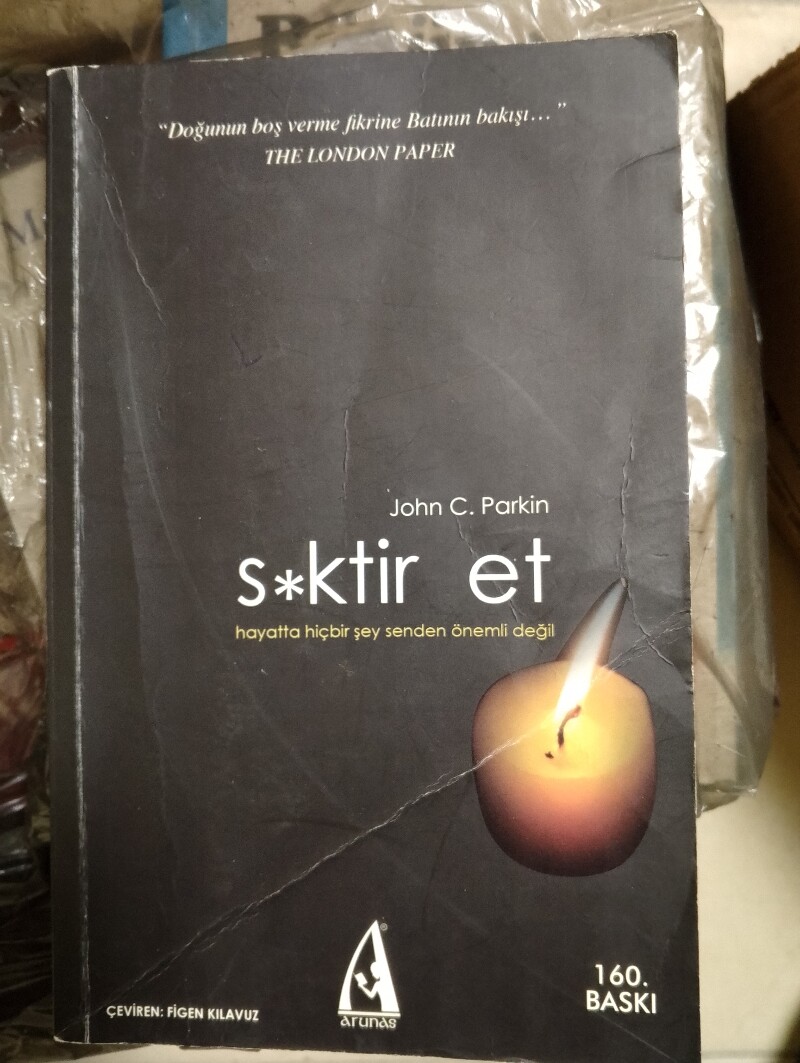 “Doğunun boş verme fikrine Batının bakışı...”
THE LONDON PAPER
John C. Parkin
s*ktir et
hayatta hiçbir şey senden önemli değil
ÇEVİREN: FİGEN KILAVUZ
arunas
160.
BASKI